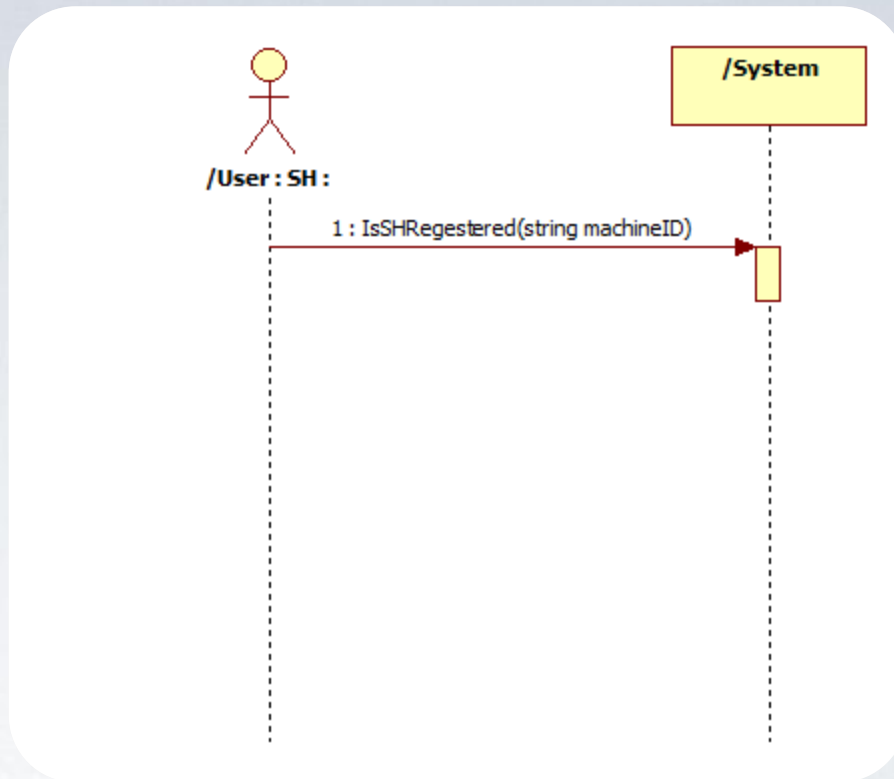 /System
/User : SH :
1 : IsSHRegestered(string machineID)